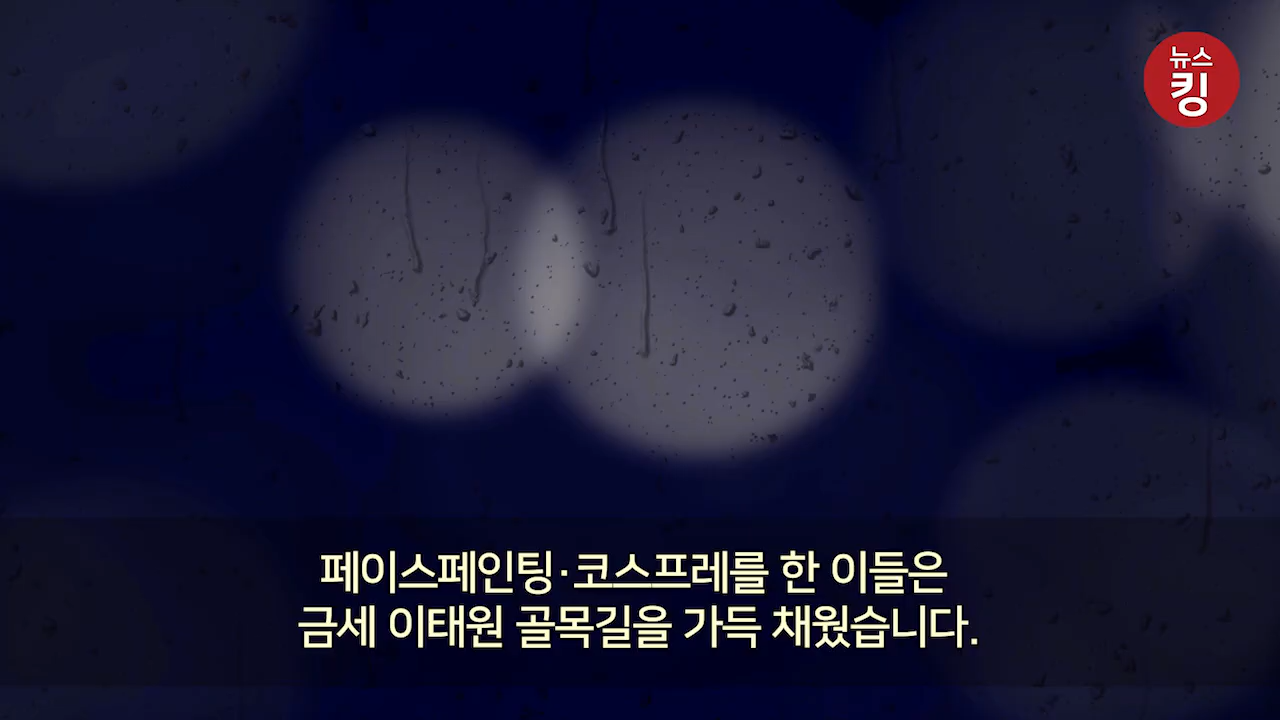 뉴스
킹
페이스페인팅·코스프레를 한 이들은
금세 이태원 골목길을 가득 채웠습니다.